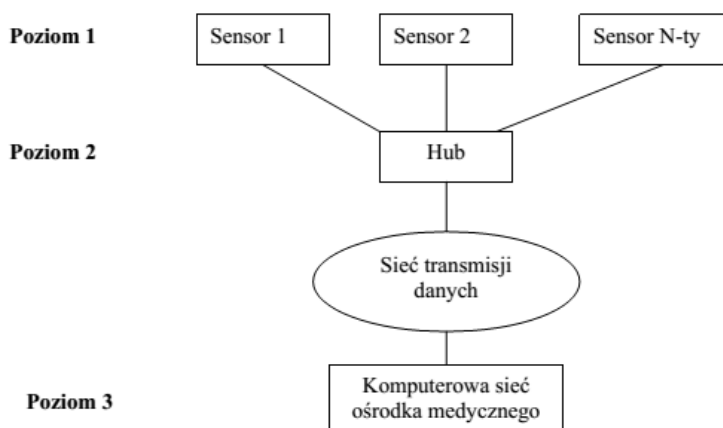 Poziom 1
Sensor 1
Sensor 2
Sensor N-ty
Poziom 2
Hub
Sieć transmisji
danych
Poziom 3
Komputerowa sieć
ośrodka medycznego